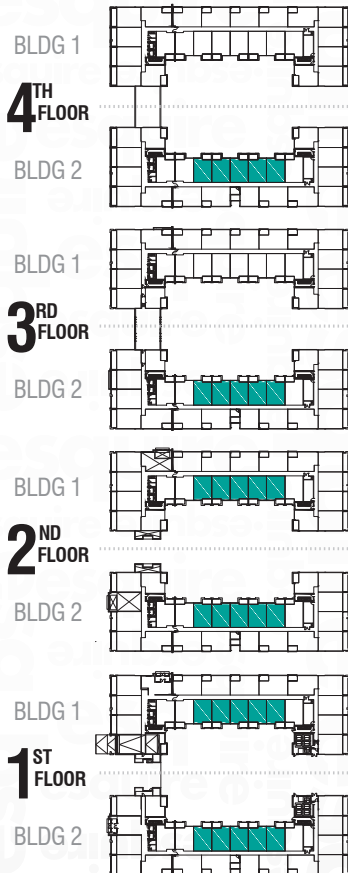 BLDG 1
4TH
FLOOR
BLDG 2
BLDG 1
3RD
FLOOR
BLDG 2
BLDG 1
2ND
FLOOR
BLDG 2
BLDG 1
1ST
FLOOR
BLDG 2